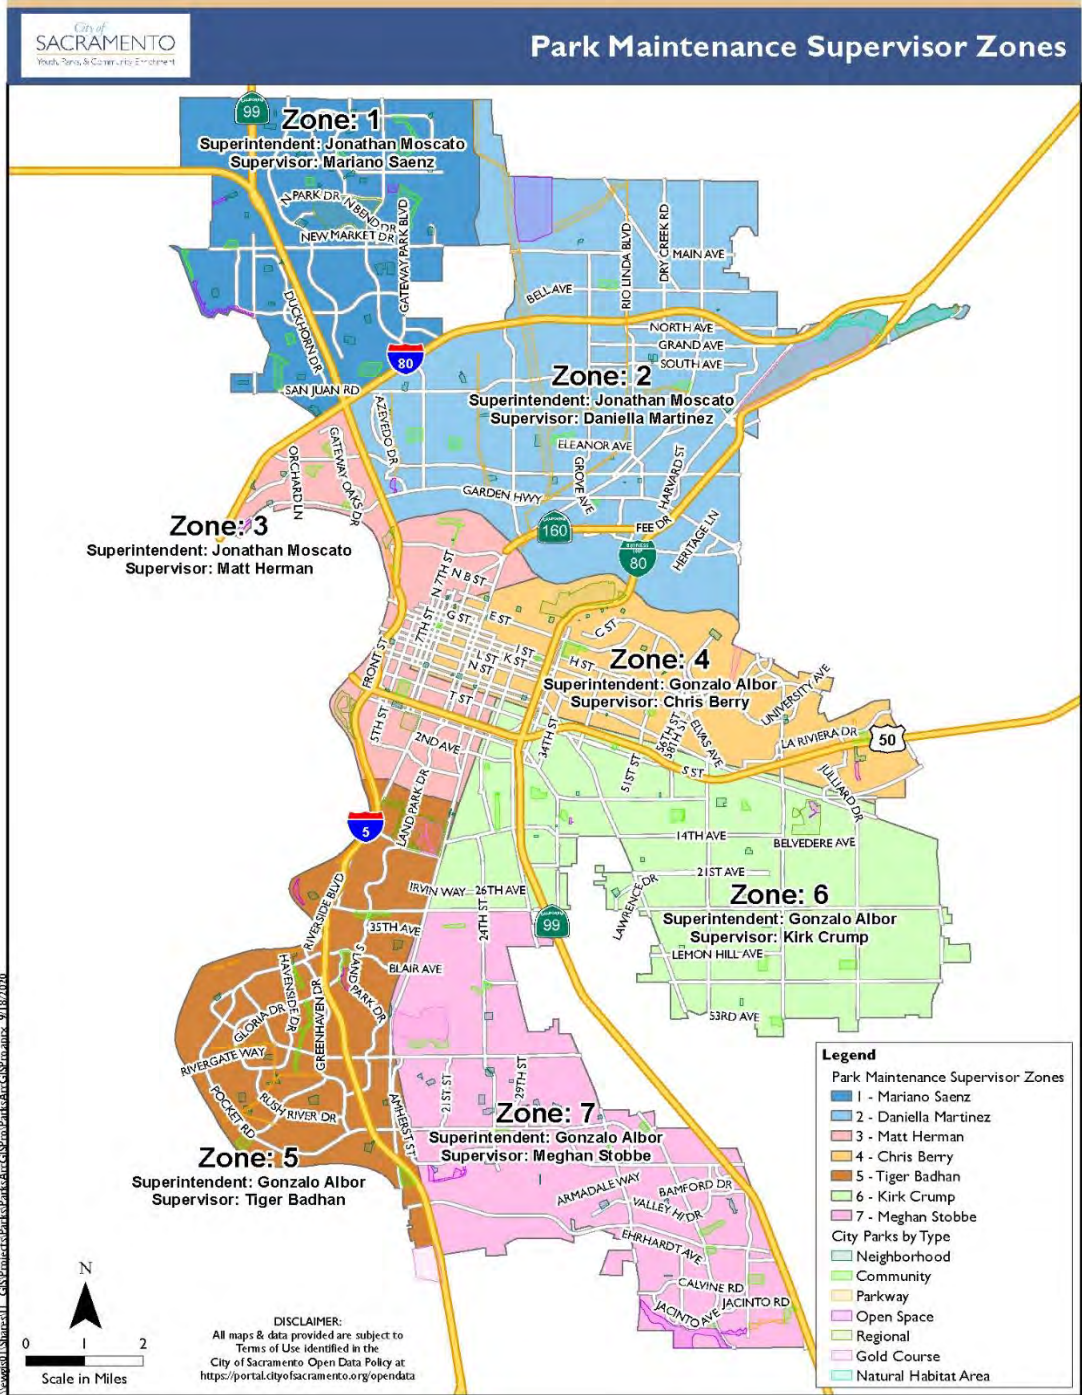 City of
SACRAMENTO
Youth, Parks, & Community Enrichment
Park Maintenance Supervisor Zones
CALIFORNIA
99
Zone: 1
Superintendent: Jonathan Moscato
Supervisor: Mariano Saenz
N PARK DR
N BEND DR
NEW MARKET DR
GATEWAY PARK BLVD
DUCKHORN DR
SAN JUAN RD
80
RIO LINDA BLVD
DRY CREEK RD
MAIN AVE
BELL AVE
NORTH AVE
GRAND AVE
SOUTH AVE
Zone: 2
Superintendent: Jonathan Moscato
Supervisor: Daniella Martinez
AZEVEDO DR
ELEANOR AVE
GROVE AVE
HARVARD ST
GARDEN HWY
CALIFORNIA
160
FEE DR
HERITAGE LN
BUSINESS
LOOP
80
ORCHARD LN
GATEWAY OAKS DR
Zone: 3
Superintendent: Jonathan Moscato
Supervisor: Matt Herman
N 7TH ST
N B ST
7TH ST
G ST
E ST
C ST
I ST
L ST
K ST
N ST
H ST
FRONT ST
T ST
Zone: 4
Superintendent: Gonzalo Albor
Supervisor: Chris Berry
UNIVERSITY AVE
LA RIVIERA DR
50
5TH ST
2ND AVE
34TH ST
56TH ST
58TH ST
ELVAS AVE
51ST ST
S ST
JULLIARD DR
LAND PARK DR
5
14TH AVE
BELVEDERE AVE
21ST AVE
LAWRENCE DR
Zone: 6
Superintendent: Gonzalo Albor
Supervisor: Kirk Crump
LEMON HILL AVE
53RD AVE
IRVIN WAY
26TH AVE
24TH ST
CALIFORNIA
99
RIVERSIDE BLVD
35TH AVE
BLAIR AVE
S LAND PARK DR
HAVENSIDE DR
GREENHAVEN DR
GLORIA DR
RIVERGATE WAY
POCKET RD
RUSH RIVER DR
AMHERST ST
Zone: 5
Superintendent: Gonzalo Albor
Supervisor: Tiger Badhan
21ST ST
29TH ST
Zone: 7
Superintendent: Gonzalo Albor
Supervisor: Meghan Stobbe
ARMADALE WAY
BAMFORD DR
VALLEY HI DR
EHRHARDT AVE
CALVINE RD
JACINTO AVE
JACINTO RD
Legend
Park Maintenance Supervisor Zones
1 - Mariano Saenz
2 - Daniella Martinez
3 - Matt Herman
4 - Chris Berry
5 - Tiger Badhan
6 - Kirk Crump
7 - Meghan Stobbe
City Parks by Type
Neighborhood
Community
Parkway
Open Space
Regional
Gold Course
Natural Habitat Area
N
0 1 2
Scale in Miles
DISCLAIMER:
All maps & data provided are subject to
Terms of Use identified in the
City of Sacramento Open Data Policy at
https://portal.cityofsacramento.org/opendata